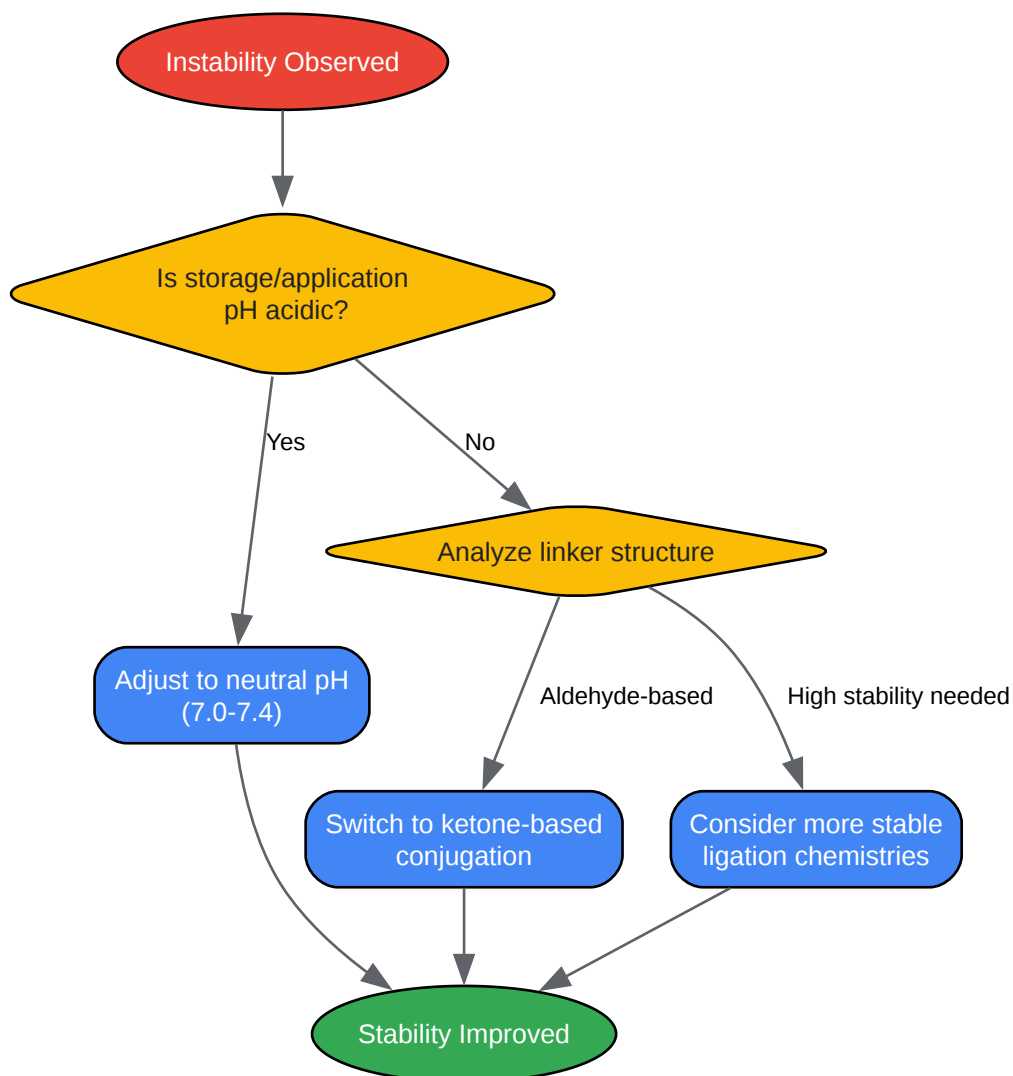 Instability Observed
Is storage/application
pH acidic?
Yes
No
Analyze linker structure
Adjust to neutral pH
(7.0-7.4)
Aldehyde-based
High stability needed
Switch to ketone-based
conjugation
Consider more stable
ligation chemistries
Stability Improved